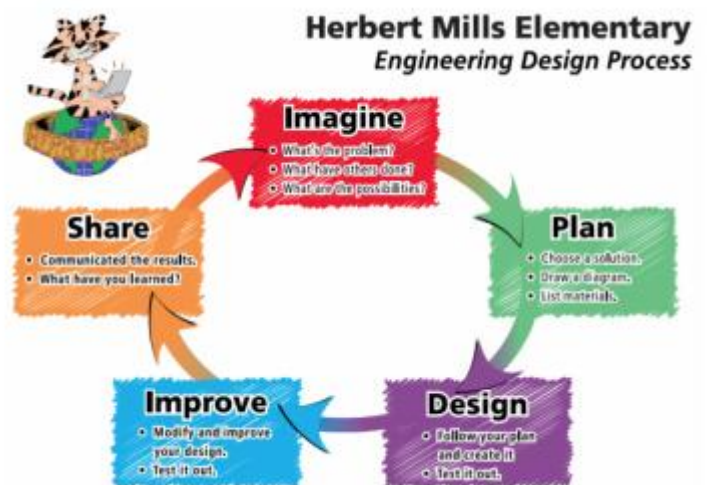 Herbert Mills Elementary
Engineering Design Process
Imagine
• What's the problem?
• What have others done?
• What are the possibilities?
Plan
• Choose a solution.
• Draw a diagram.
• List materials.
Design
• Follow your plan
and create it
• Test it out.
Improve
• Modify and improve
your design.
• Test it out.
Share
• Communicated the results.
• What have you learned?